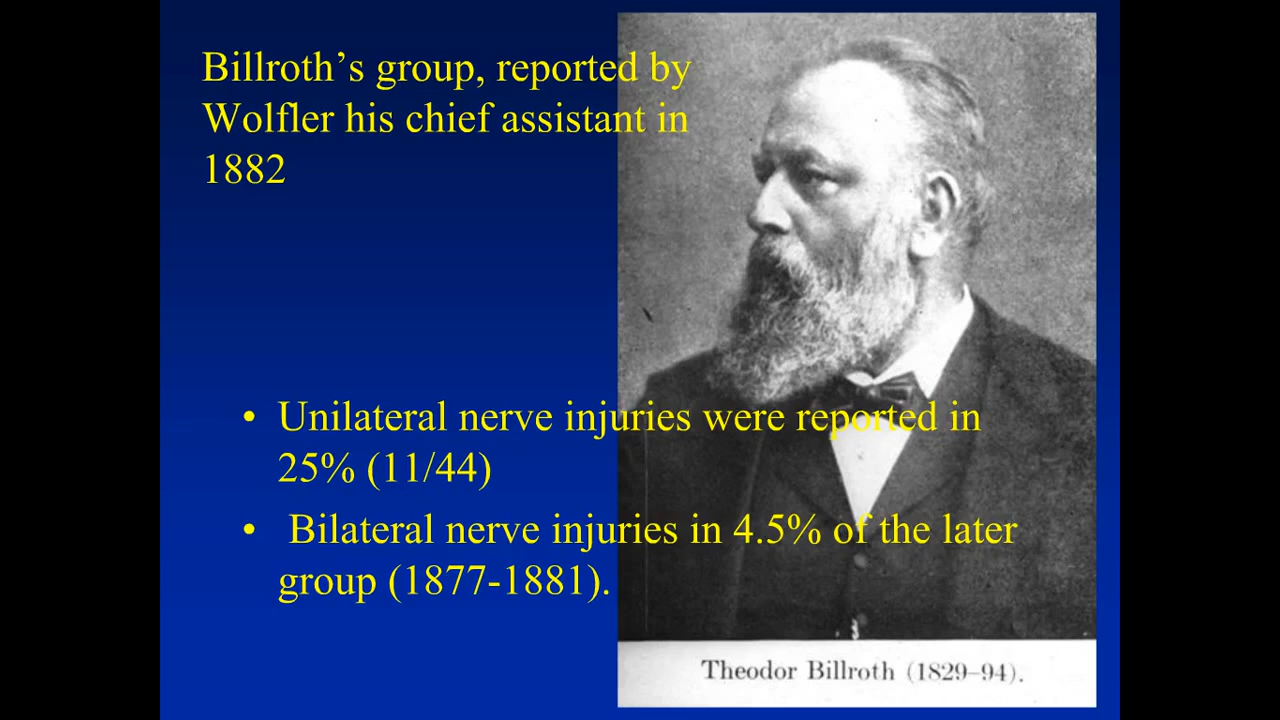 Billroth’s group, reported by
Wolfler his chief assistant in
1882
• Unilateral nerve injuries were reported in
25% (11/44)
• Bilateral nerve injuries in 4.5% of the later
group (1877-1881).
Theodor Billroth (1829–94).